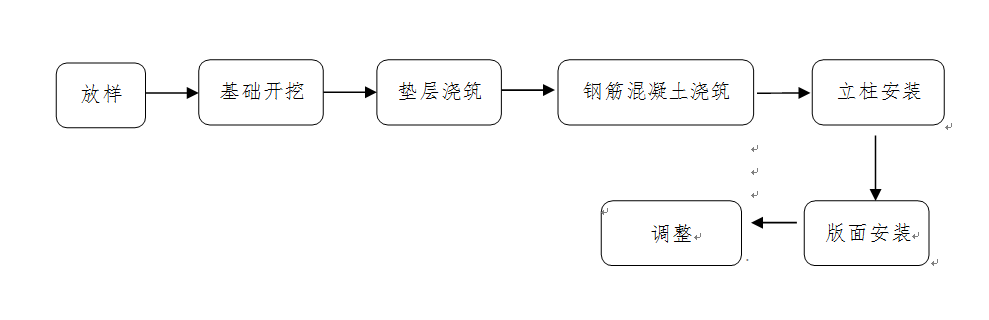 放样
基础开挖
垫层浇筑
钢筋混凝土浇筑
立柱安装
版面安装
调整